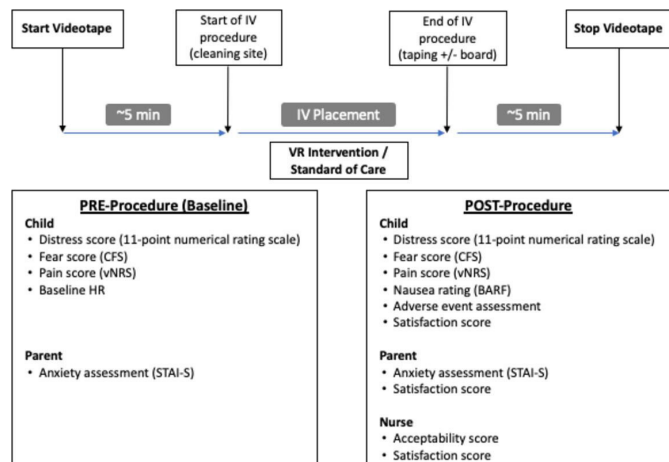 Start Videotape
Start of IV
procedure
(cleaning site)
End of IV
procedure
(taping +/- board)
Stop Videotape
~5 min
IV Placement
~5 min
VR Intervention /
Standard of Care
PRE-Procedure (Baseline)
Child
• Distress score (11-point numerical rating scale)
• Fear score (CFS)
• Pain score (vNRS)
• Baseline HR
Parent
• Anxiety assessment (STAI-S)
POST-Procedure
Child
• Distress score (11-point numerical rating scale)
• Fear score (CFS)
• Pain score (vNRS)
• Nausea rating (BARF)
• Adverse event assessment
• Satisfaction score
Parent
• Anxiety assessment (STAI-S)
• Satisfaction score
Nurse
• Acceptability score
• Satisfaction score